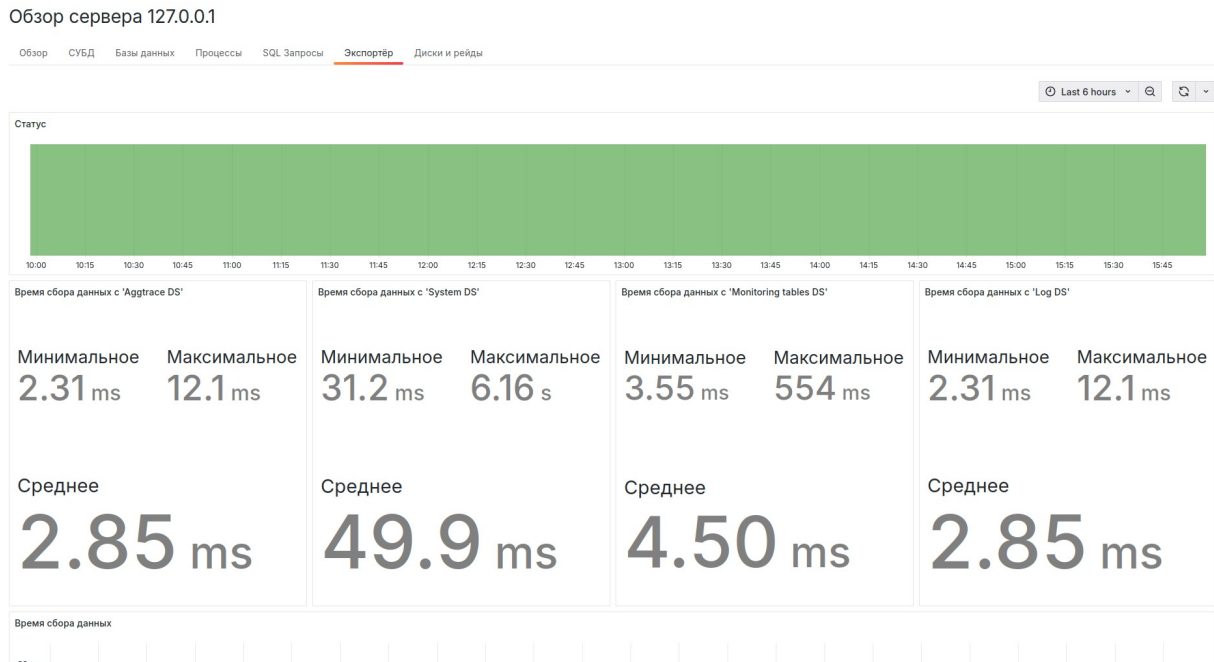 Обзор сервера 127.0.0.1
Обзор СУБД Базы данных Процессы SQL Запросы Экспортёр Диски и рейды
Last 6 hours
Статус
10:00 10:15 10:30 10:45 11:00 11:15 11:30 11:45 12:00 12:15 12:30 12:45 13:00 13:15 13:30 13:45 14:00 14:15 14:30 14:45 15:00 15:15 15:30 15:45
Время сбора данных с 'Aggtrace DS' Время сбора данных с 'System DS' Время сбора данных с 'Monitoring tables DS' Время сбора данных с 'Log DS'
Минимальное Максимальное Минимальное Максимальное Минимальное Максимальное Минимальное Максимальное
2.31 ms 12.1 ms 31.2 ms 6.16 s 3.55 ms 554 ms 2.31 ms 12.1 ms
Среднее Среднее Среднее Среднее
2.85 ms 49.9 ms 4.50 ms 2.85 ms
Время сбора данных